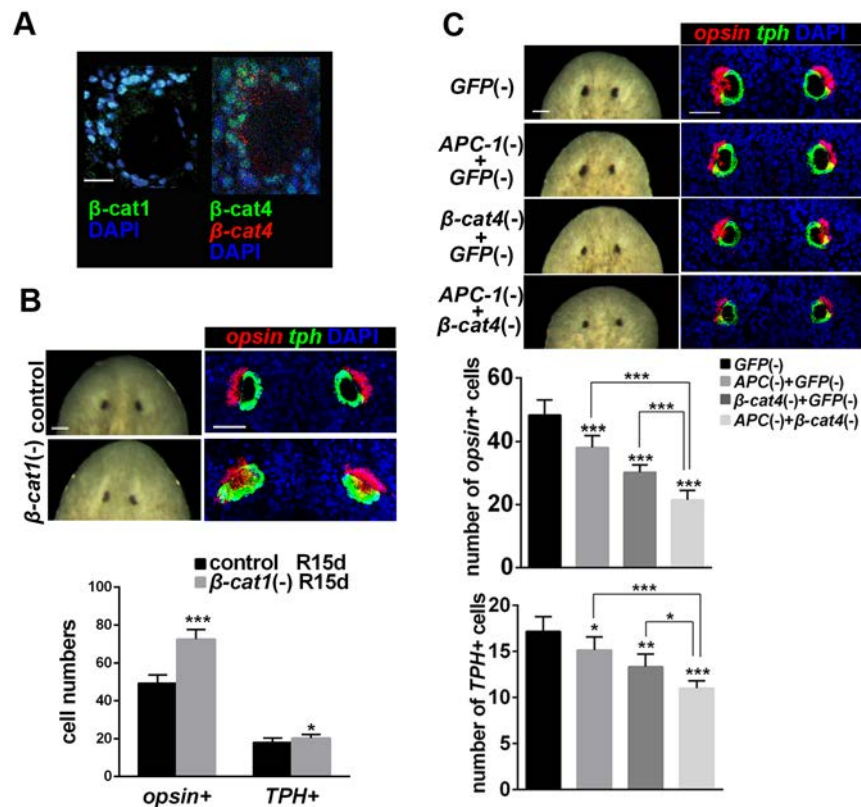 A
β-cat1
DAPI
β-cat4
β-cat4
DAPI
B
opsin tph DAPI
control
β-cat1(-)
control R15d
β-cat1(-) R15d
cell numbers
100
80
60
40
20
0
***
*
opsin+
TPH+
C
opsin tph DAPI
GFP(-)
APC-1(-)
+
GFP(-)
β-cat4(-)
+
GFP(-)
APC-1(-)
+
β-cat4(-)
GFP(-)
APC(-)+GFP(-)
β-cat4(-)+GFP(-)
APC(-)+β-cat4(-)
number of opsin+ cells
60
40
20
0
***
***
***
***
***
number of TPH+ cells
20
15
10
5
0
***
*
*
**
***